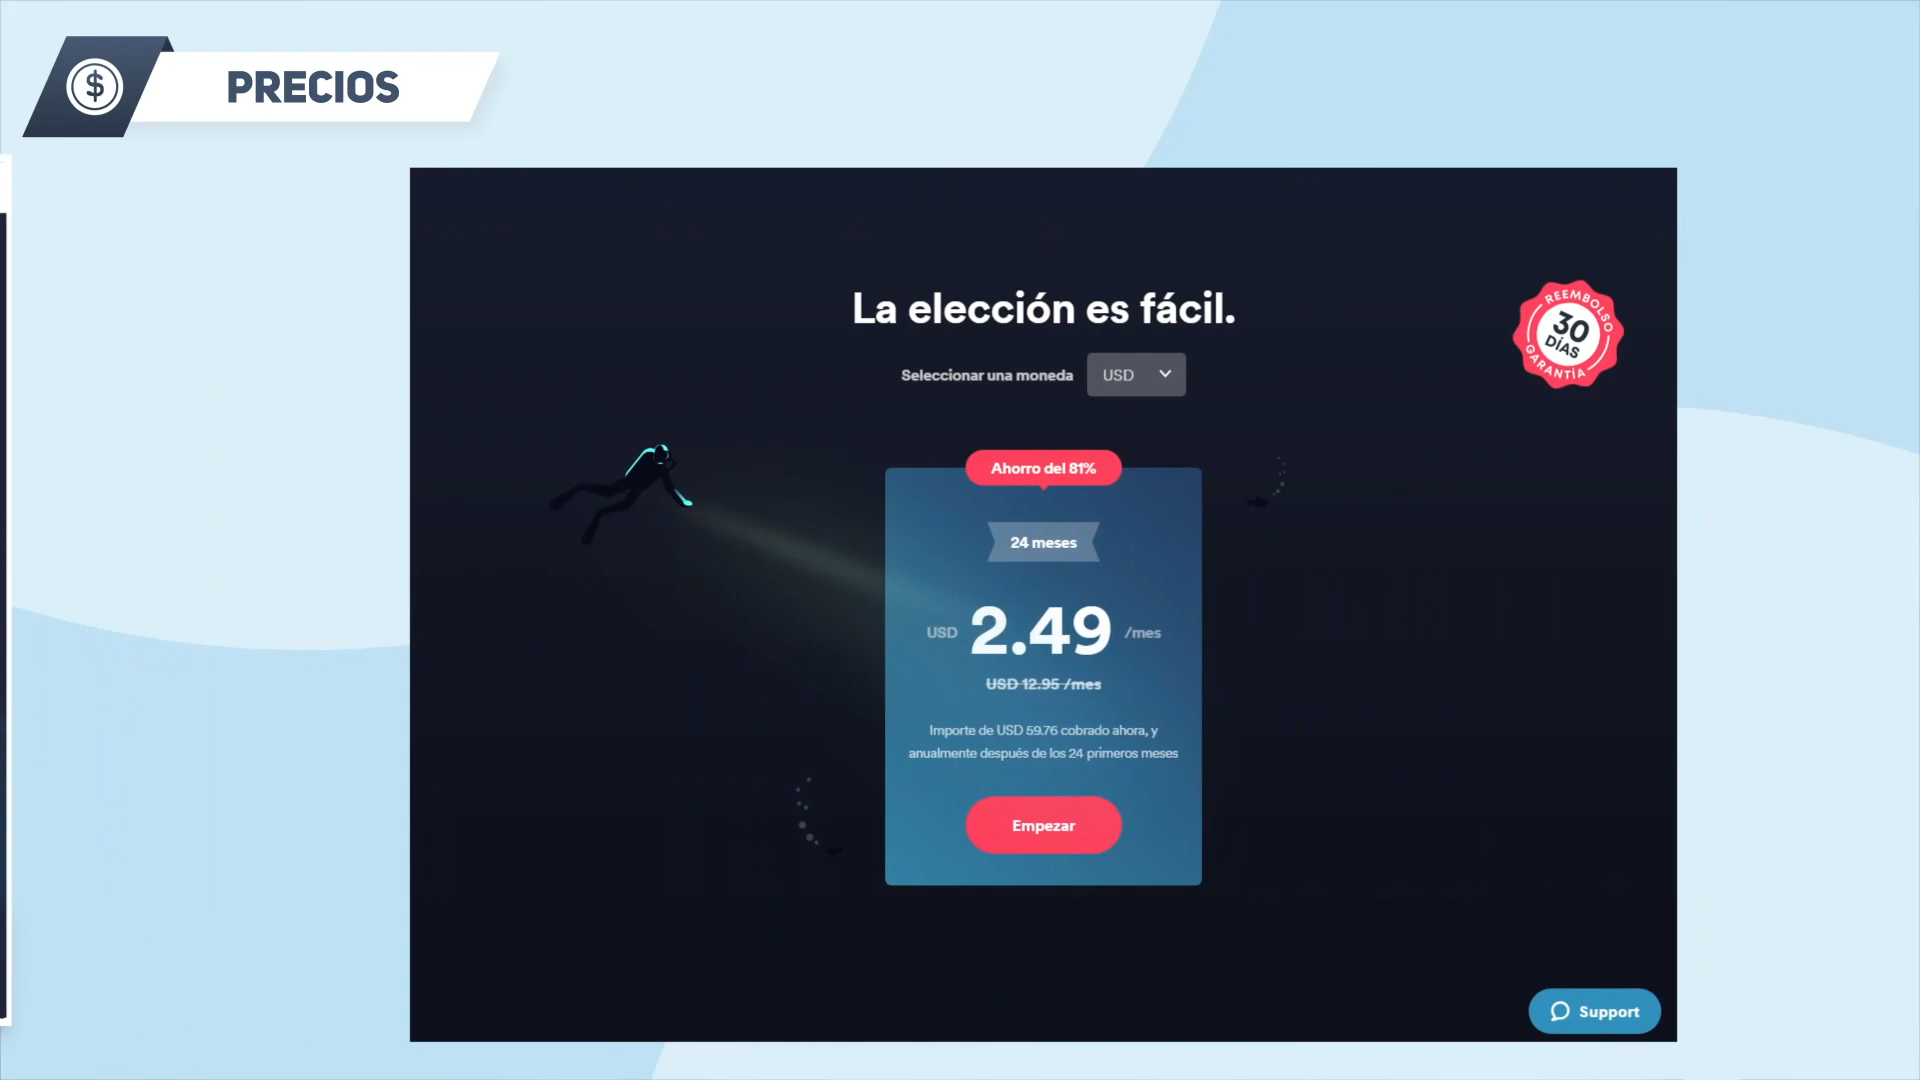 PRECIOS
La elección es fácil.
Seleccionar una moneda
USD
REEMBOLSO
30
DÍAS
GARANTÍA
Ahorro del 81%
24 meses
USD 2.49 /mes
USD 12.95 /mes
Importe de USD 59.76 cobrado ahora, y
anualmente después de los 24 primeros meses
Empezar
Support